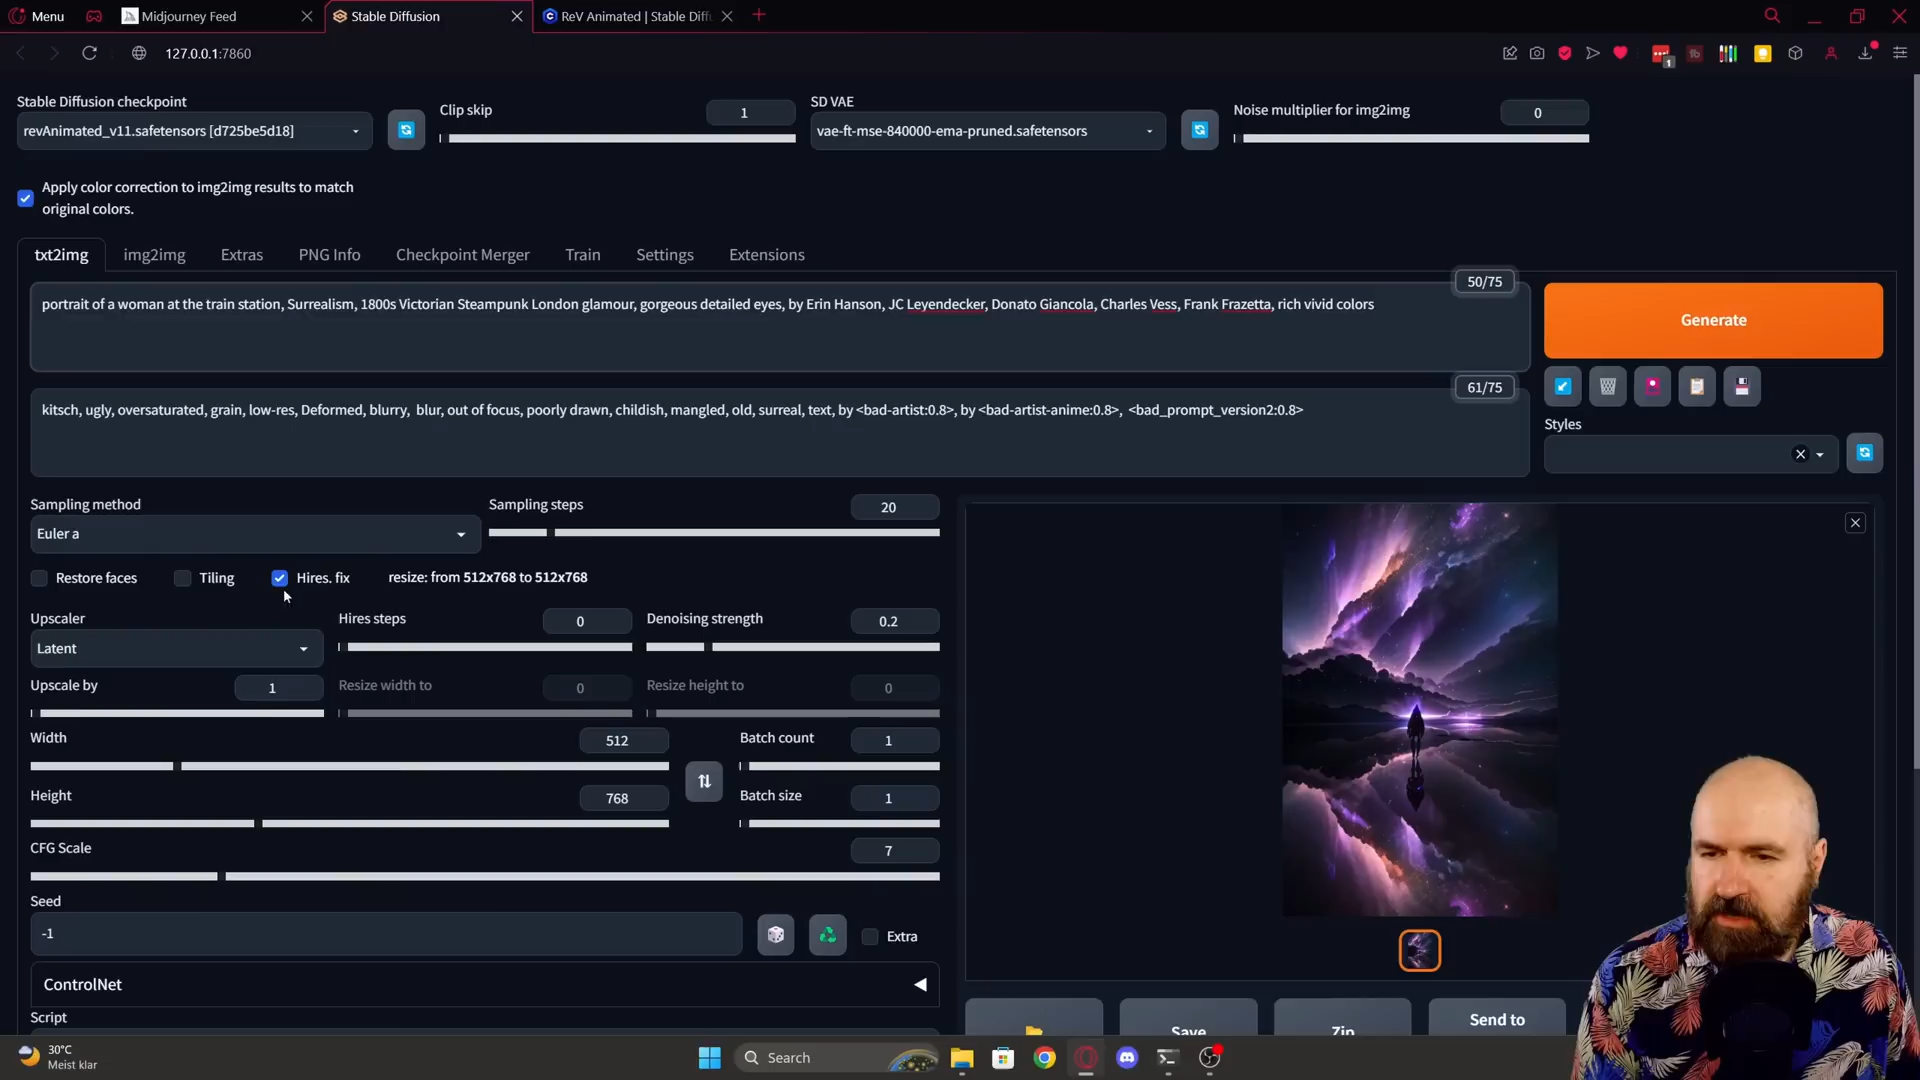 Menu
Midjourney Feed
Stable Diffusion
ReV Animated | Stable Diff
127.0.0.1:7860
1
Stable Diffusion checkpoint
revAnimated_v11.safetensors [d725be5d18]
Clip skip
1
SD VAE
vae-ft-mse-840000-ema-pruned.safetensors
Noise multiplier for img2img
0
Apply color correction to img2img results to match
original colors.
txt2img
img2img
Extras
PNG Info
Checkpoint Merger
Train
Settings
Extensions
50/75
portrait of a woman at the train station, Surrealism, 1800s Victorian Steampunk London glamour, gorgeous detailed eyes, by Erin Hanson, JC Leyendecker, Donato Giancola, Charles Vess, Frank Frazetta, rich vivid colors
Generate
61/75
kitsch, ugly, oversaturated, grain, low-res, Deformed, blurry, blur, out of focus, poorly drawn, childish, mangled, old, surreal, text, by <bad-artist:0.8>, by <bad-artist-anime:0.8>, <bad_prompt_version2:0.8>
Styles
Sampling method
Euler a
Sampling steps
20
Restore faces
Tiling
Hires. fix
resize: from 512x768 to 512x768
Upscaler
Latent
Hires steps
0
Denoising strength
0.2
Upscale by
1
Resize width to
0
Resize height to
0
Width
512
Batch count
1
Height
768
Batch size
1
CFG Scale
7
Seed
-1
Extra
ControlNet
Script
Save
Zip
Send to
30°C
Meist klar
Search